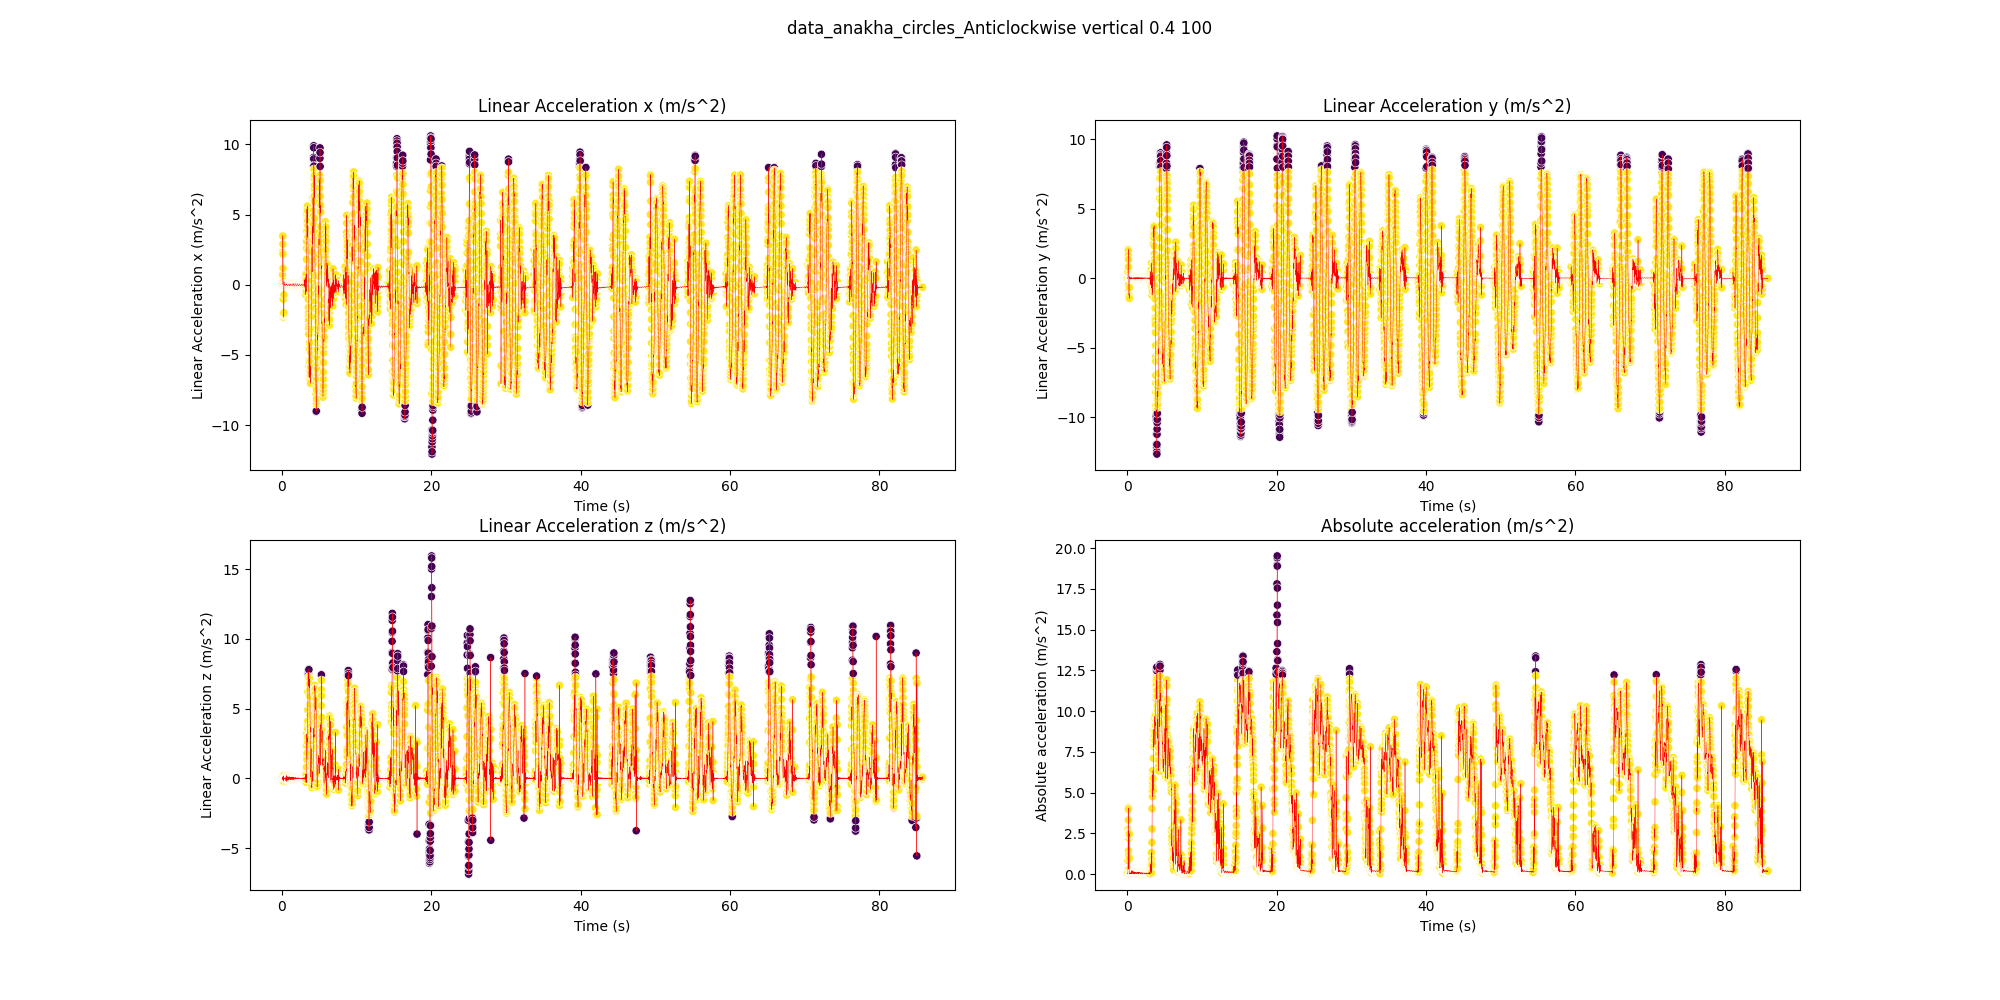 data_anakha_circles_Anticlockwise vertical 0.4 100
Linear Acceleration x (m/s^2)
Linear Acceleration x (m/s^2)
10
5
0
−5
−10
0 20 40 60 80
Time (s)
Linear Acceleration y (m/s^2)
Linear Acceleration y (m/s^2)
10
5
0
−5
−10
0 20 40 60 80
Time (s)
Linear Acceleration z (m/s^2)
Linear Acceleration z (m/s^2)
15
10
5
0
−5
0 20 40 60 80
Time (s)
Absolute acceleration (m/s^2)
Absolute acceleration (m/s^2)
20.0
17.5
15.0
12.5
10.0
7.5
5.0
2.5
0.0
0 20 40 60 80
Time (s)